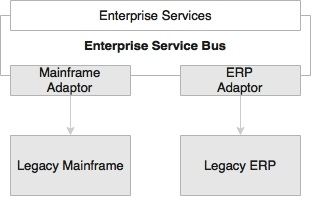 Enterprise Services
Enterprise Service Bus
Mainframe
Adaptor
ERP
Adaptor
Legacy Mainframe
Legacy ERP